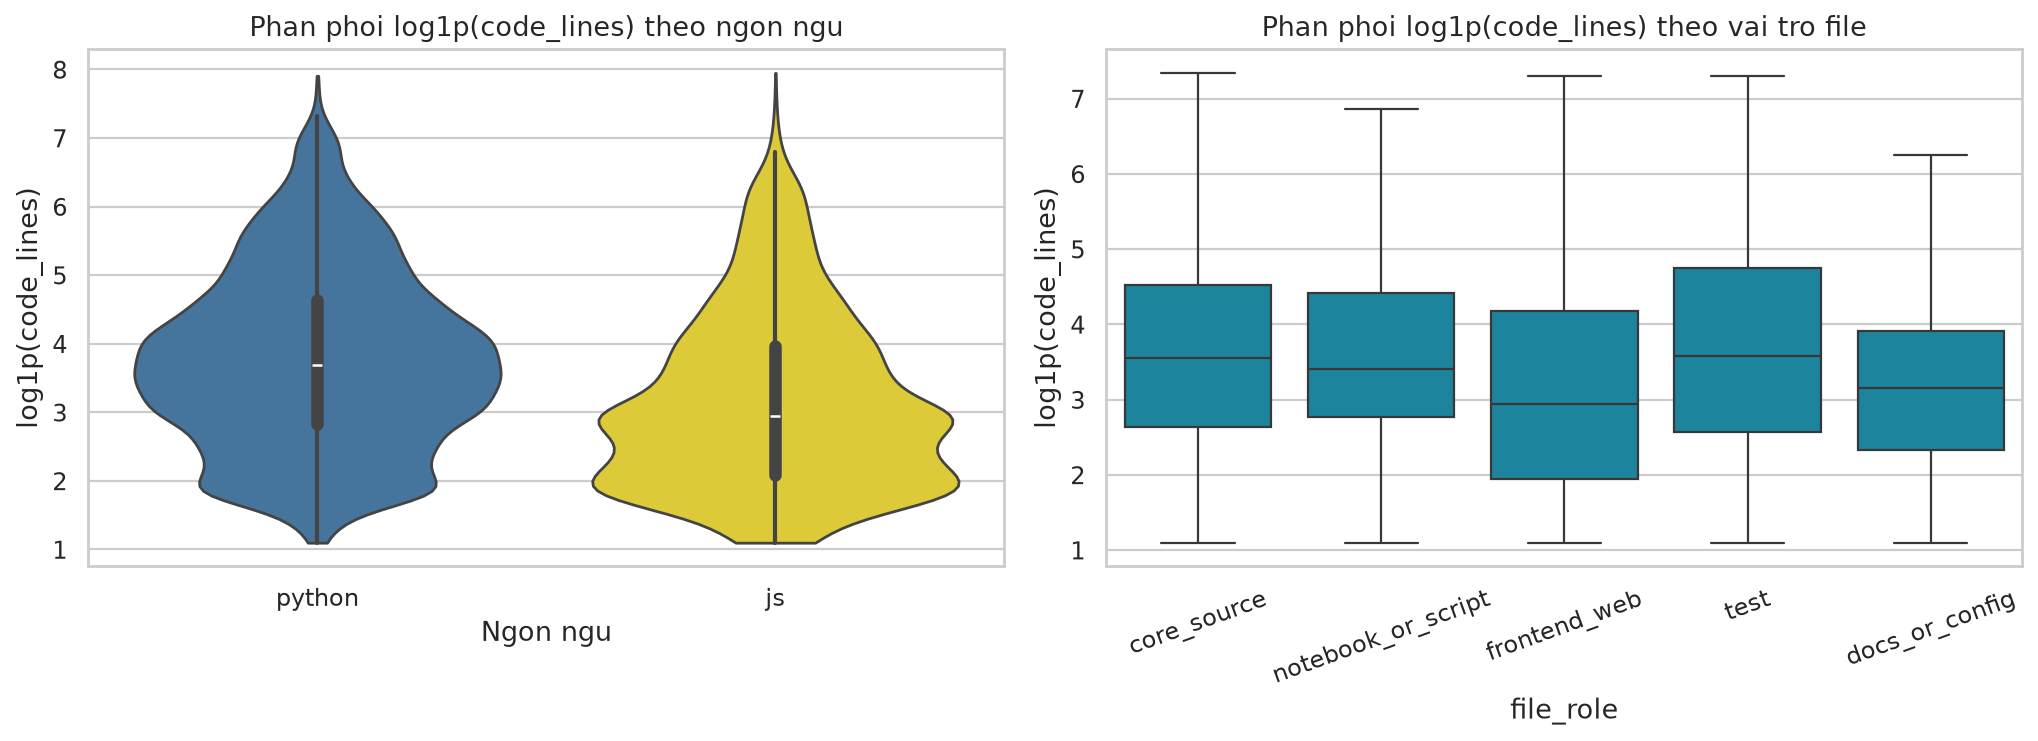 Phan phoi log1p(code_lines) theo ngon ngu
log1p(code_lines)
8
7
6
5
4
3
2
1
python
js
Ngon ngu
Phan phoi log1p(code_lines) theo vai tro file
log1p(code_lines)
7
6
5
4
3
2
1
core_source
notebook_or_script
frontend_web
test
docs_or_config
file_role